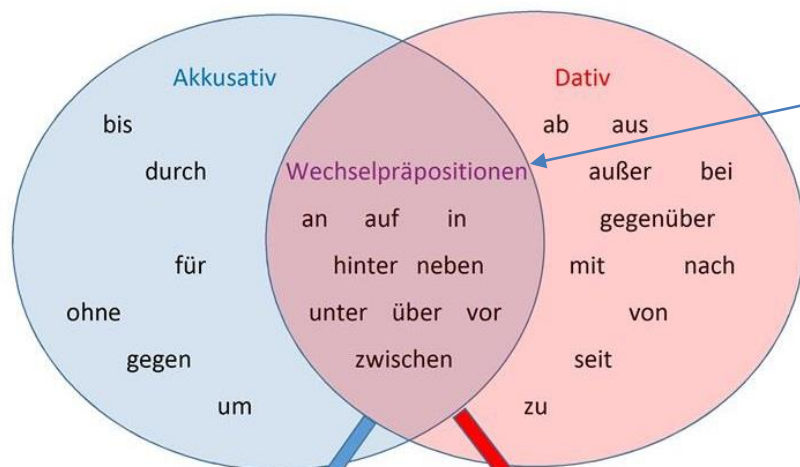 Akkusativ
Dativ
bis
ab aus
durch
Wechselpräpositionen
außer bei
an auf in
gegenüber
für
hinter neben
mit nach
ohne
unter über vor
von
gegen
zwischen
seit
um
zu